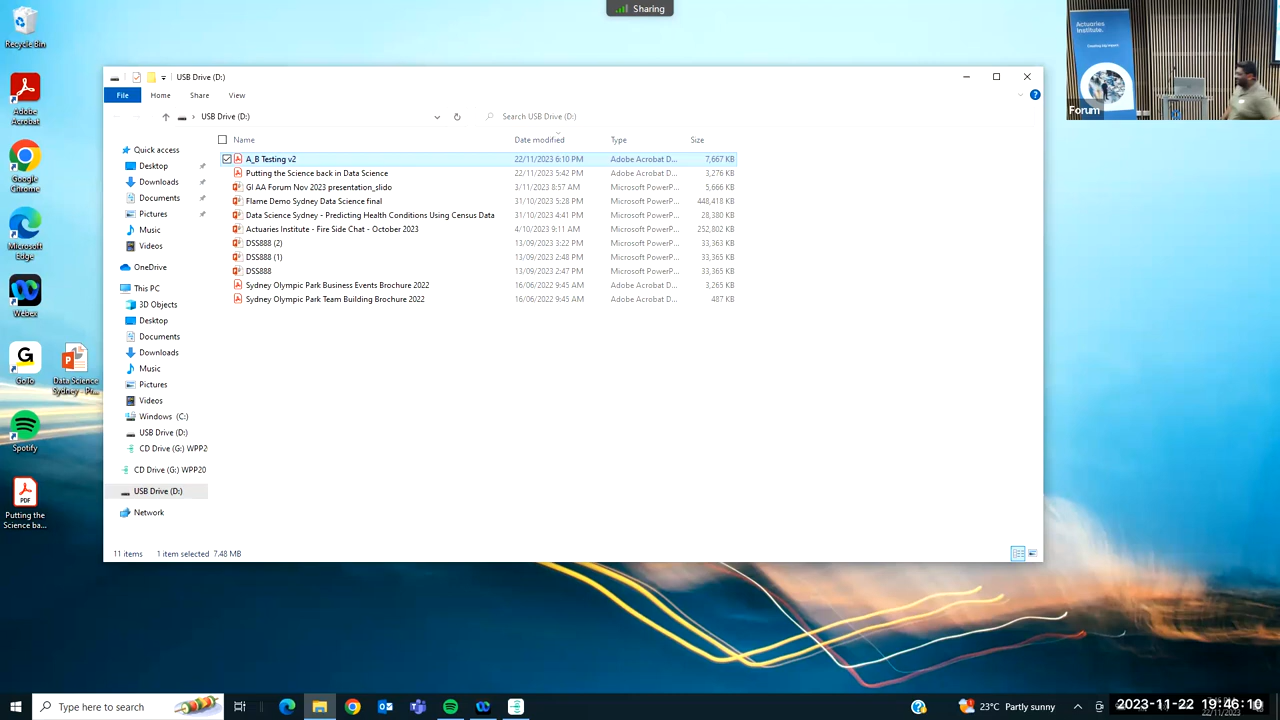 Sharing
Recycle Bin
Adobe Acrobat
Google Chrome
Microsoft Edge
Webex
GoTo
Data Science Sydney - Pr...
Spotify
PDF
Putting the Science ba...
Actuaries Institute.
Forum
USB Drive (D:)
File Home Share View
USB Drive (D:)
Search USB Drive (D:)
Name Date modified Type Size
A_B Testing v2 22/11/2023 6:10 PM Adobe Acrobat D... 7,667 KB
Putting the Science back in Data Science 22/11/2023 5:42 PM Adobe Acrobat D... 3,276 KB
GI AA Forum Nov 2023 presentation_slido 3/11/2023 8:57 AM Microsoft PowerP... 5,666 KB
Flame Demo Sydney Data Science final 31/10/2023 5:28 PM Microsoft PowerP... 448,418 KB
Data Science Sydney - Predicting Health Conditions Using Census Data 31/10/2023 4:41 PM Microsoft PowerP... 28,380 KB
Actuaries Institute - Fire Side Chat - October 2023 4/10/2023 9:11 AM Microsoft PowerP... 252,802 KB
DSS888 (2) 13/09/2023 3:22 PM Microsoft PowerP... 33,363 KB
DSS888 (1) 13/09/2023 2:48 PM Microsoft PowerP... 33,365 KB
DSS888 13/09/2023 2:47 PM Microsoft PowerP... 33,365 KB
Sydney Olympic Park Business Events Brochure 2022 16/06/2022 9:45 AM Adobe Acrobat D... 3,265 KB
Sydney Olympic Park Team Building Brochure 2022 16/06/2022 9:45 AM Adobe Acrobat D... 487 KB
Quick access
Desktop
Downloads
Documents
Pictures
Music
Videos
OneDrive
This PC
3D Objects
Desktop
Documents
Downloads
Music
Pictures
Videos
Windows (C:)
USB Drive (D:)
CD Drive (G:) WPP20
CD Drive (G:) WPP20
USB Drive (D:)
Network
11 items 1 item selected 7.48 MB
Type here to search
23°C Partly sunny
2023-11-22 19:46:10